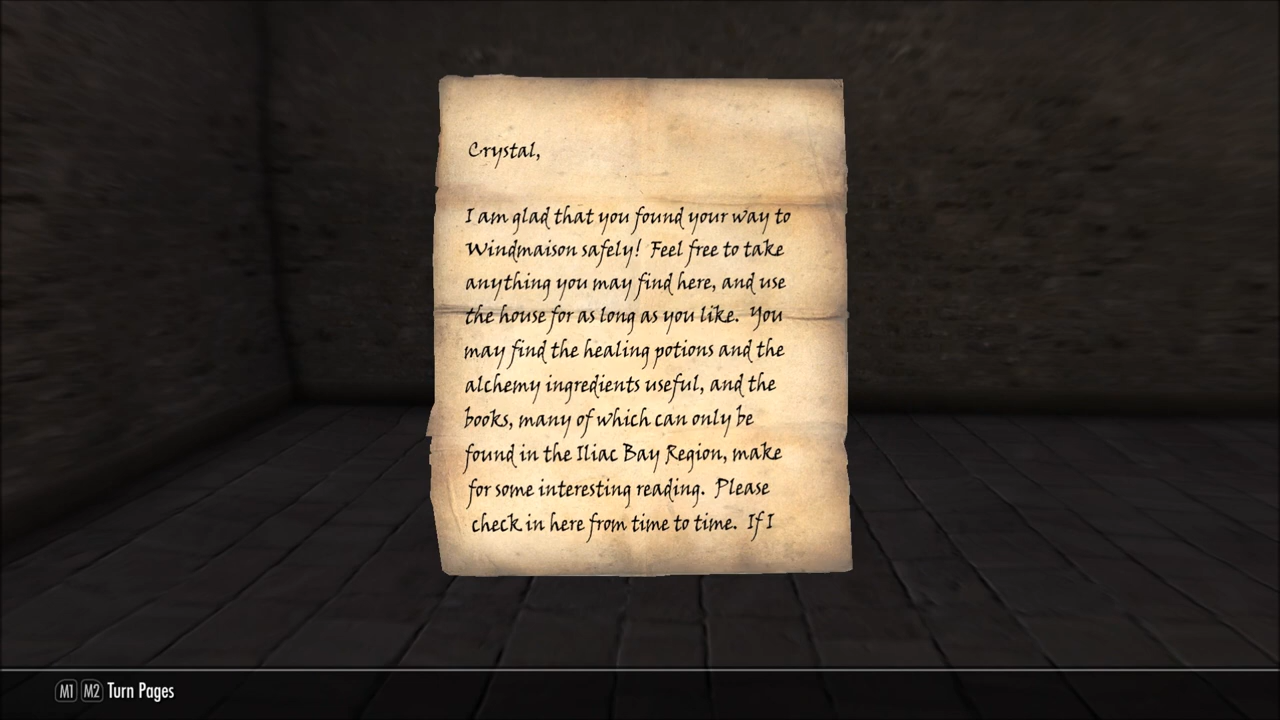 Crystal,
I am glad that you found your way to
Windmaison safely!  Feel free to take
anything you may find here, and use
the house for as long as you like.  You
may find the healing potions and the
alchemy ingredients useful, and the
books, many of which can only be
found in the Iliac Bay Region, make
for some interesting reading.  Please
check in here from time to time.  If I
M1 M2 Turn Pages